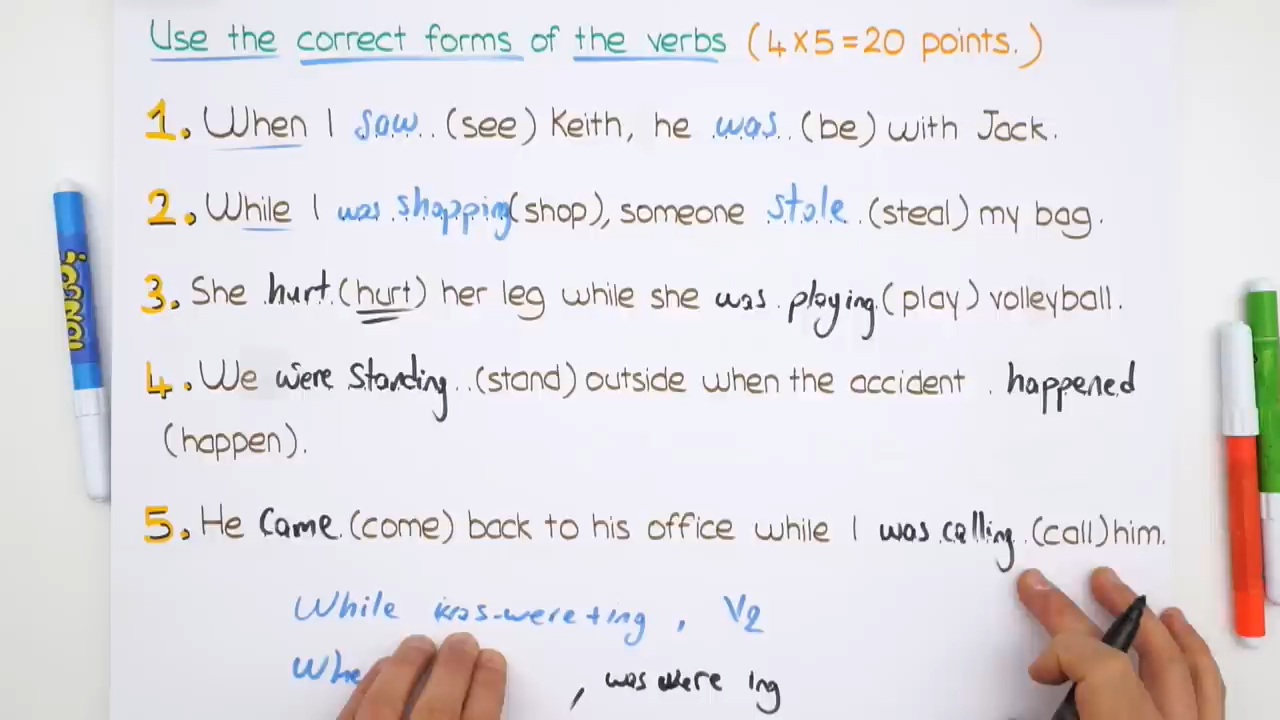 Use the correct forms of the verbs (4x5=20 points.)
1. When I saw (see) Keith, he was (be) with Jack.
2. While I was shopping (shop), someone stole (steal) my bag.
3. She hurt (hurt) her leg while she was playing (play) volleyball.
4. We were standing (stand) outside when the accident happened
(happen).
5. He came (come) back to his office while I was calling (call) him.
While was-were+ing, V2
, was were ing